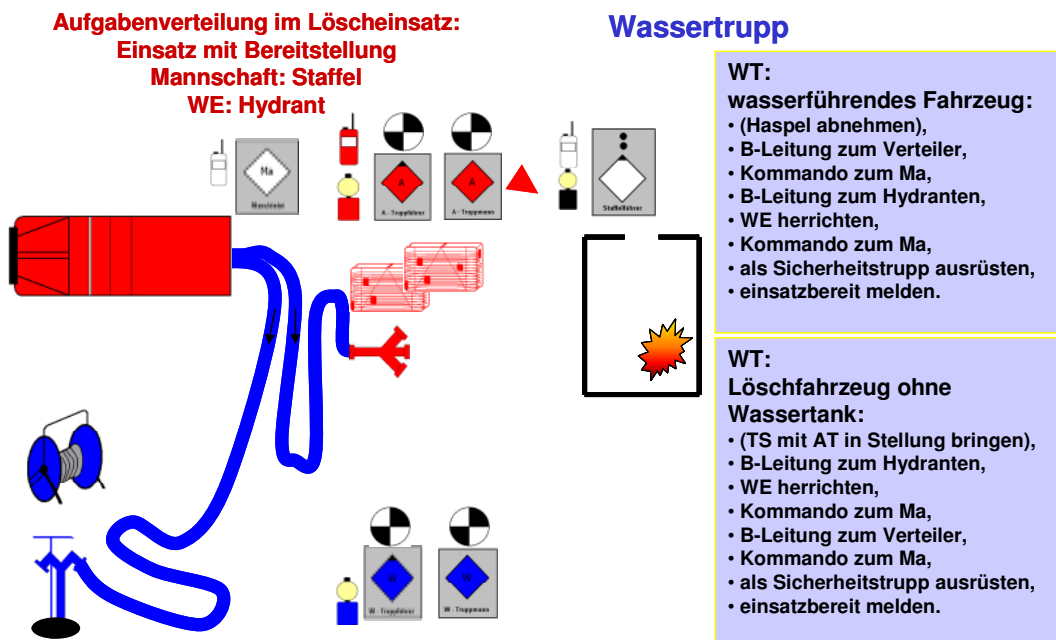 Aufgabenverteilung im Löscheinsatz:
Einsatz mit Bereitstellung
Mannschaft: Staffel
WE: Hydrant
Wassertrupp
Ma
Maschinist
A
A - Truppführer
A
A - Truppmann
Staffelführer
WT:
wasserführendes Fahrzeug:
• (Haspel abnehmen),
• B-Leitung zum Verteiler,
• Kommando zum Ma,
• B-Leitung zum Hydranten,
• WE herrichten,
• Kommando zum Ma,
• als Sicherheitstrupp ausrüsten,
• einsatzbereit melden.
WT:
Löschfahrzeug ohne
Wassertank:
• (TS mit AT in Stellung bringen),
• B-Leitung zum Hydranten,
• WE herrichten,
• Kommando zum Ma,
• B-Leitung zum Verteiler,
• Kommando zum Ma,
• als Sicherheitstrupp ausrüsten,
• einsatzbereit melden.
W
W - Truppführer
W
W - Truppmann